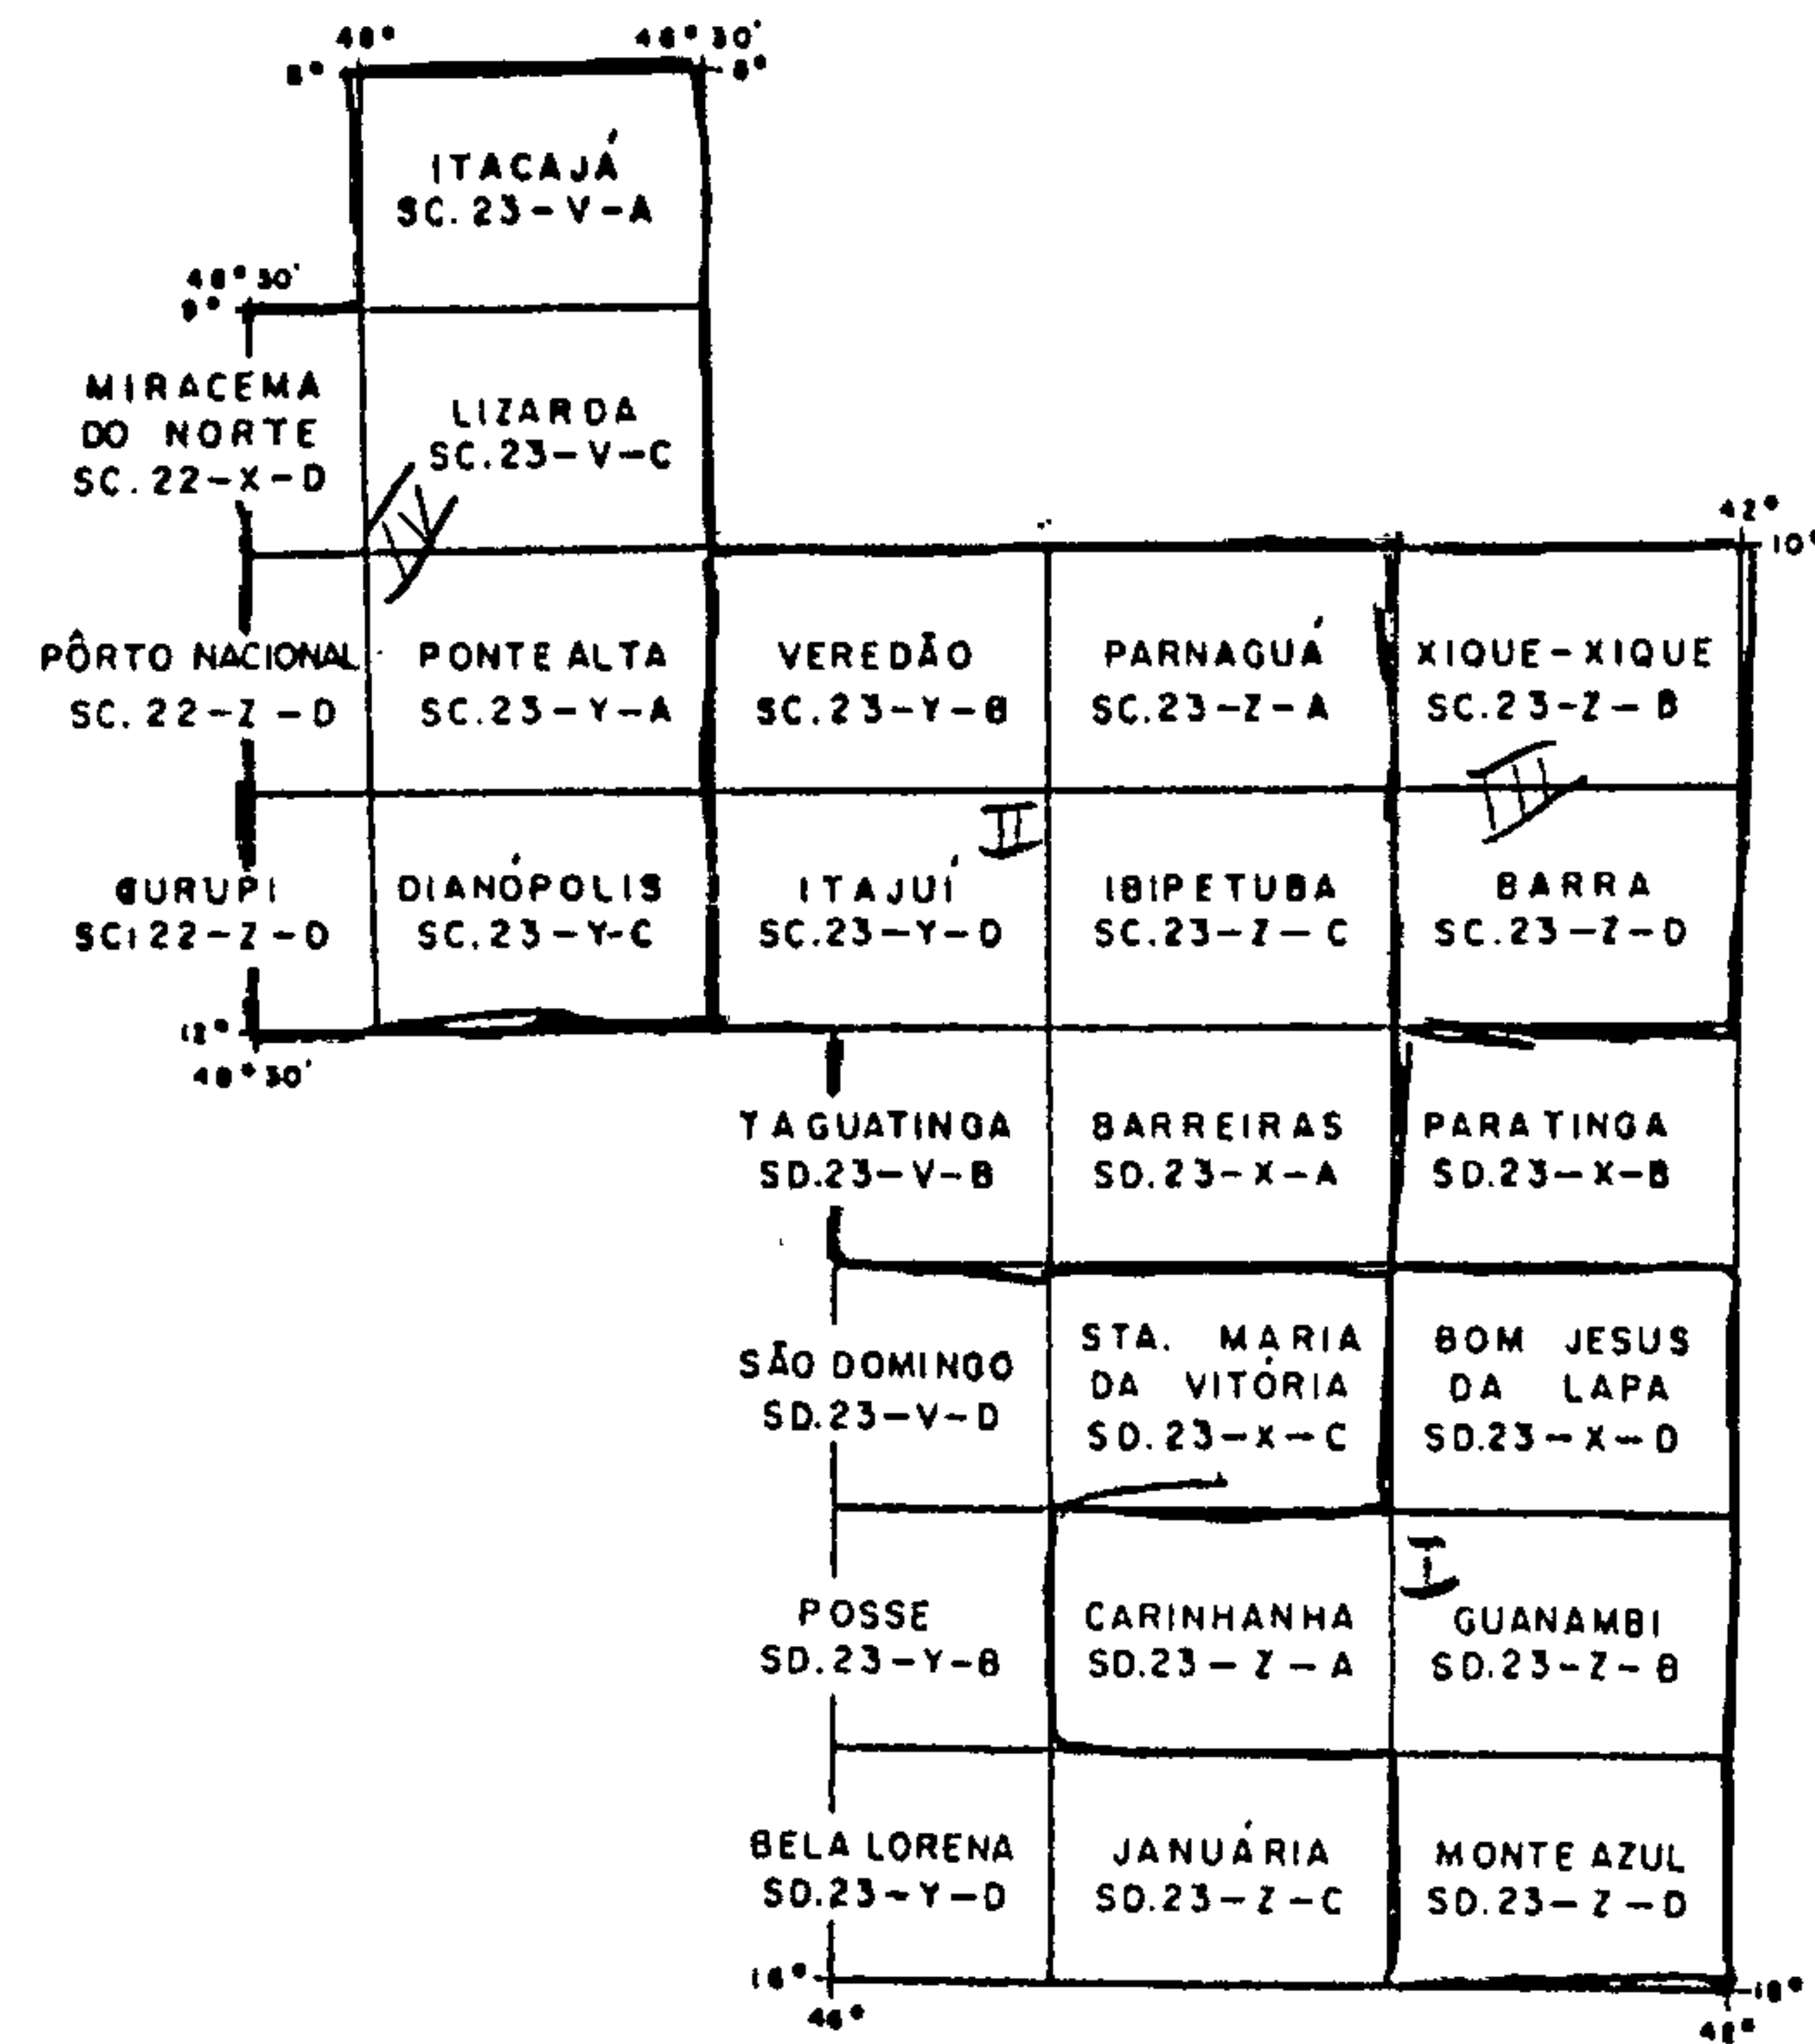 48° 46° 30'
8° 8°
ITACAJÁ
SC.23-V-A
48° 30'
9°
MIRACEMA
DO NORTE
SC.22-X-D
LIZARDA
SC.23-V-C
IV
42°
10°
PÔRTO NACIONAL
SC.22-Z-D
PONTE ALTA
SC.23-Y-A
VEREDÃO
SC.23-Y-B
PARNAGUÁ
SC.23-Z-A
XIQUE-XIQUE
SC.23-Z-B
III
II
GURUPI
SC.22-Z-D
DIANÓPOLIS
SC.23-Y-C
ITAJUÍ
SC.23-Y-D
IBIPETUBA
SC.23-Z-C
BARRA
SC.23-Z-D
12°
48° 30'
TAGUATINGA
SD.23-V-B
BARREIRAS
SD.23-X-A
PARATINGA
SD.23-X-B
SÃO DOMINGO
SD.23-V-D
STA. MARIA
DA VITÓRIA
SD.23-X-C
BOM JESUS
DA LAPA
SD.23-X-D
I
POSSE
SD.23-Y-B
CARINHANHA
SD.23-Z-A
GUANAMBI
SD.23-Z-B
BELA LORENA
SD.23-Y-D
JANUÁRIA
SD.23-Z-C
MONTE AZUL
SD.23-Z-D
16° 16°
46° 42°